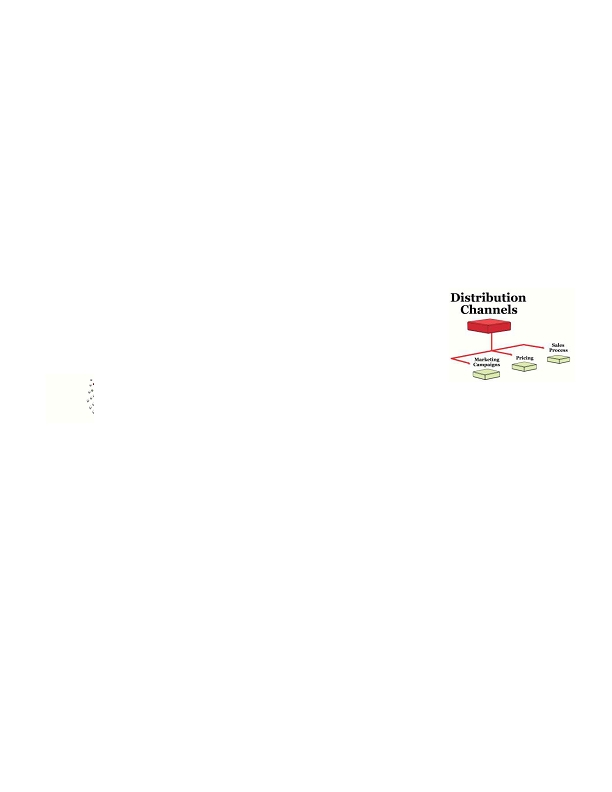 Distribution
Channels
Sales
Process
Pricing
Marketing
Campaigns